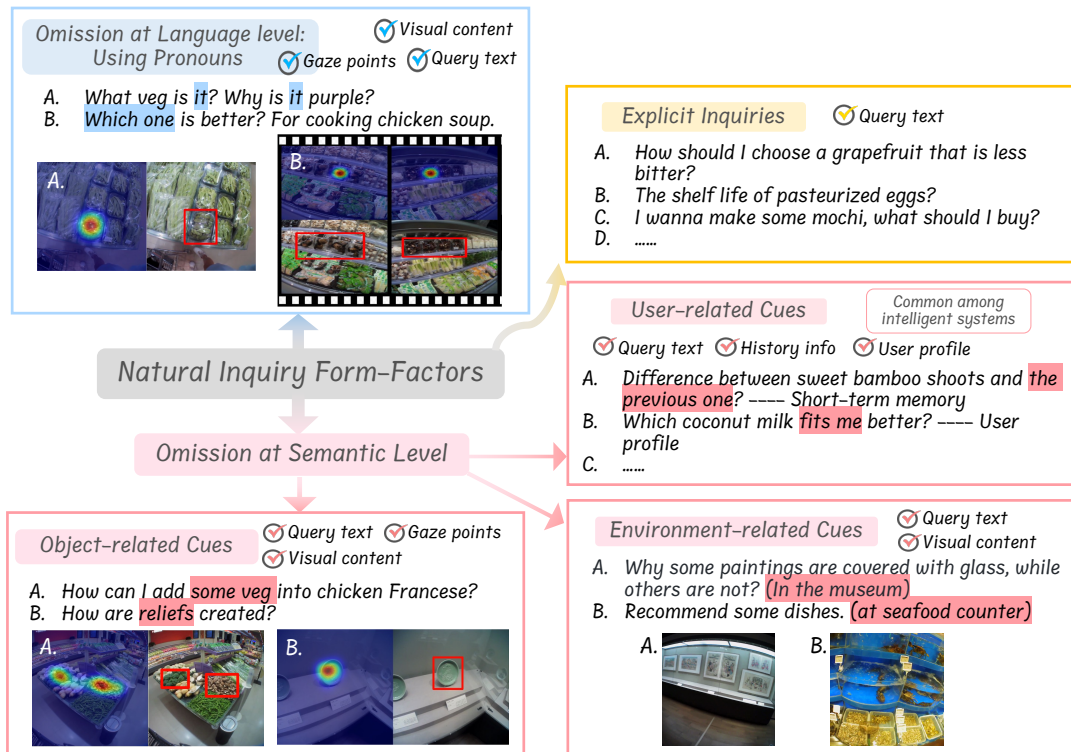 Omission at Language level:
Using Pronouns
Visual content
Gaze points
Query text
A. What veg is it? Why is it purple?
B. Which one is better? For cooking chicken soup.
A.
B.
Explicit Inquiries
Query text
A. How should I choose a grapefruit that is less
bitter?
B. The shelf life of pasteurized eggs?
C. I wanna make some mochi, what should I buy?
D. ......
Natural Inquiry Form-Factors
User-related Cues
Common among
intelligent systems
Query text
History info
User profile
A. Difference between sweet bamboo shoots and the
previous one? ---- Short-term memory
B. Which coconut milk fits me better? ---- User
profile
C. ......
Omission at Semantic Level
Object-related Cues
Query text
Gaze points
Visual content
A. How can I add some veg into chicken Francese?
B. How are reliefs created?
A.
B.
Environment-related Cues
Query text
Visual content
A. Why some paintings are covered with glass, while
others are not? (In the museum)
B. Recommend some dishes. (at seafood counter)
A.
B.